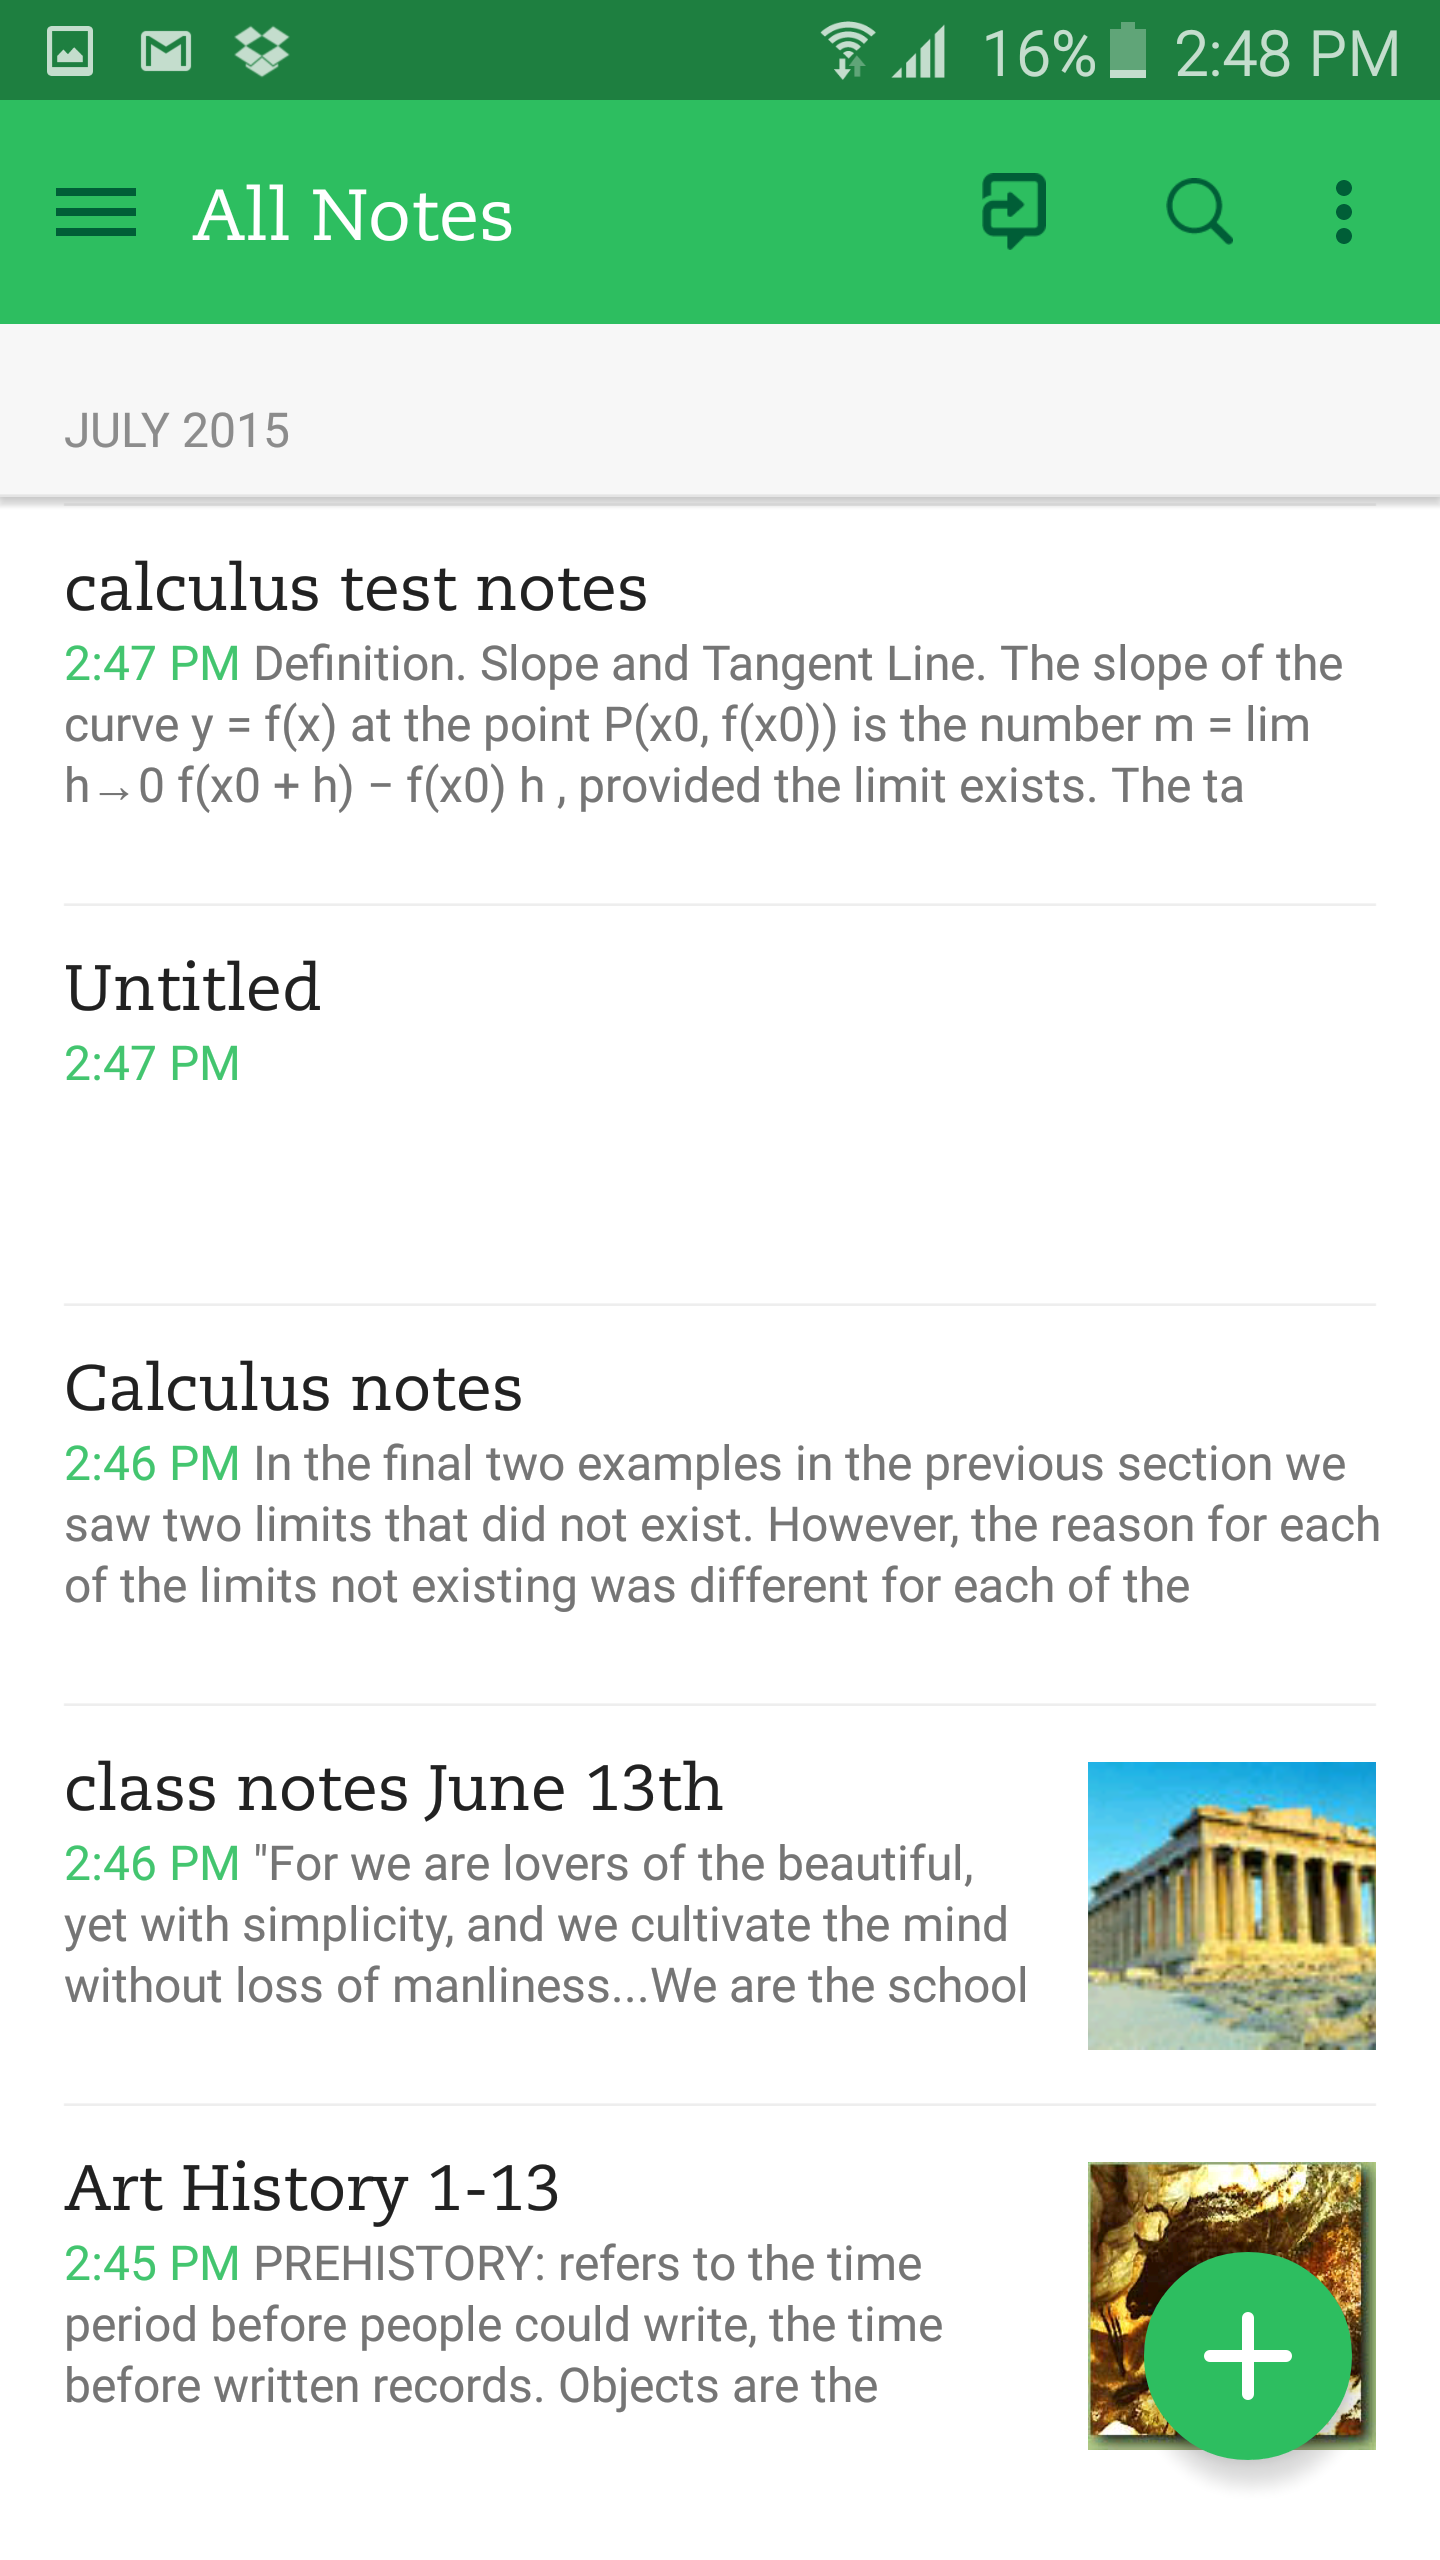 16% 2:48 PM
All Notes
JULY 2015
calculus test notes
2:47 PM Definition. Slope and Tangent Line. The slope of the
curve y = f(x) at the point P(x0, f(x0)) is the number m = lim
h→0 f(x0 + h) − f(x0) h , provided the limit exists. The ta
Untitled
2:47 PM
Calculus notes
2:46 PM In the final two examples in the previous section we
saw two limits that did not exist. However, the reason for each
of the limits not existing was different for each of the
class notes June 13th
2:46 PM "For we are lovers of the beautiful,
yet with simplicity, and we cultivate the mind
without loss of manliness...We are the school
Art History 1-13
2:45 PM PREHISTORY: refers to the time
period before people could write, the time
before written records. Objects are the